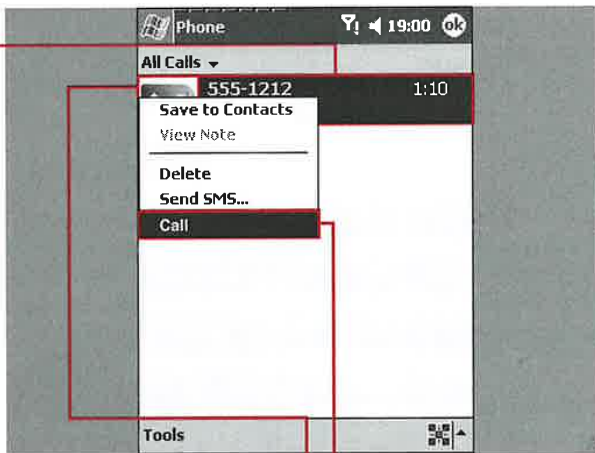 Phone 19:00 ok
All Calls
555-1212 1:10
Save to Contacts
View Note
Delete
Send SMS...
Call
Tools